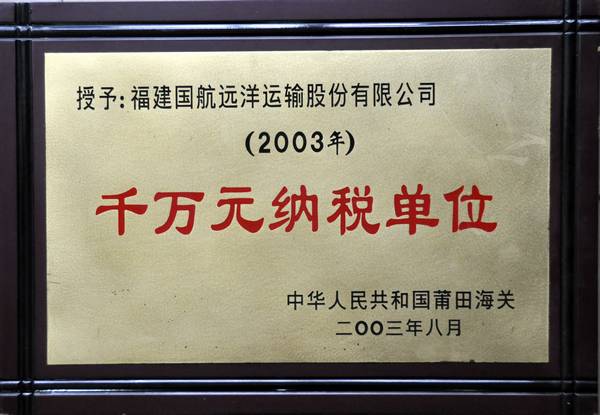 授予:福建国航远洋运输股份有限公司
(2003年)
千万元纳税单位
中华人民共和国莆田海关
二OO三年八月